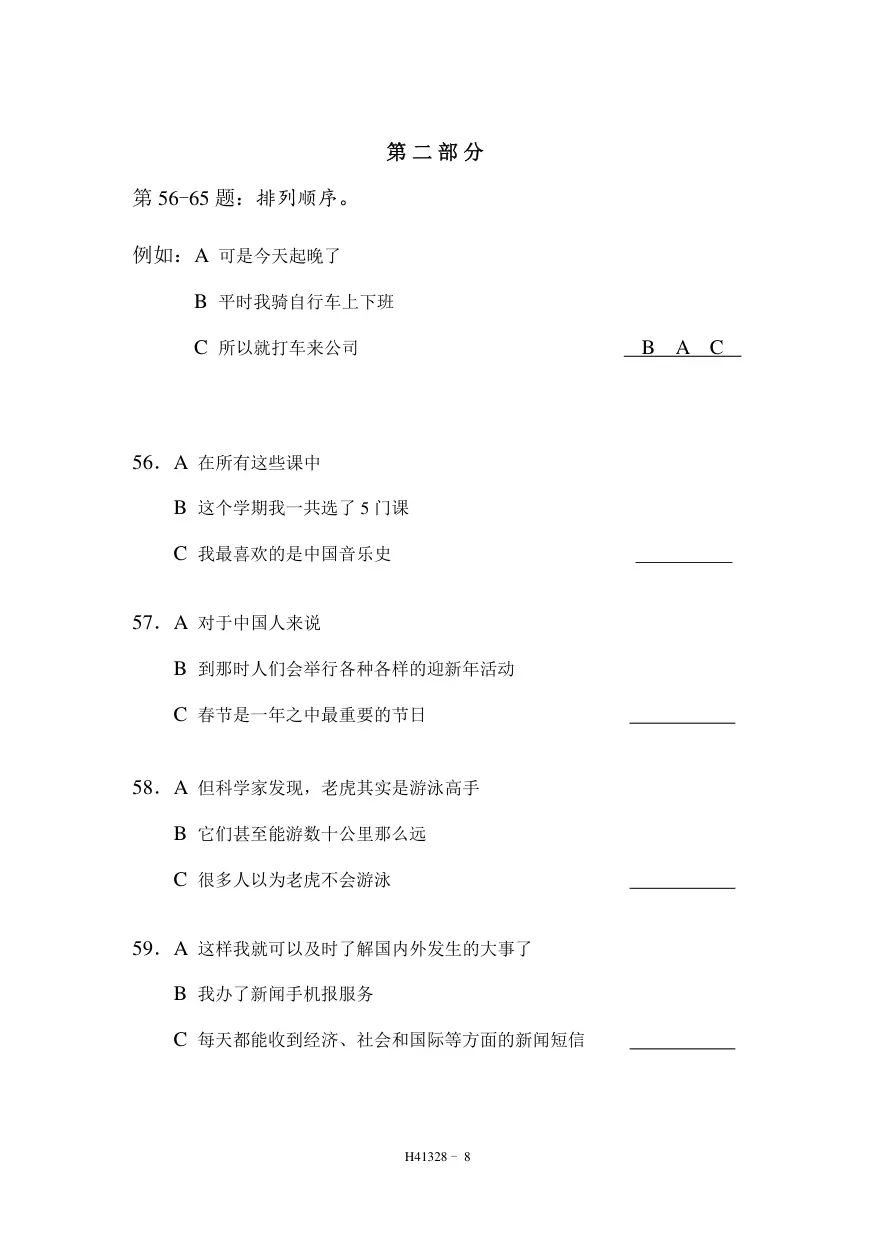 第二部分
第 56-65 题：排列顺序。
例如：A 可是今天起晚了
B 平时我骑自行车上下班
C 所以就打车来公司 B A C
56．A 在所有这些课中
B 这个学期我一共选了 5 门课
C 我最喜欢的是中国音乐史
57．A 对于中国人来说
B 到那时人们会举行各种各样的迎新年活动
C 春节是一年之中最重要的节日
58．A 但科学家发现，老虎其实是游泳高手
B 它们甚至能游数十公里那么远
C 很多人以为老虎不会游泳
59．A 这样我就可以及时了解国内外发生的大事了
B 我办了新闻手机报服务
C 每天都能收到经济、社会和国际等方面的新闻短信
H41328 - 8